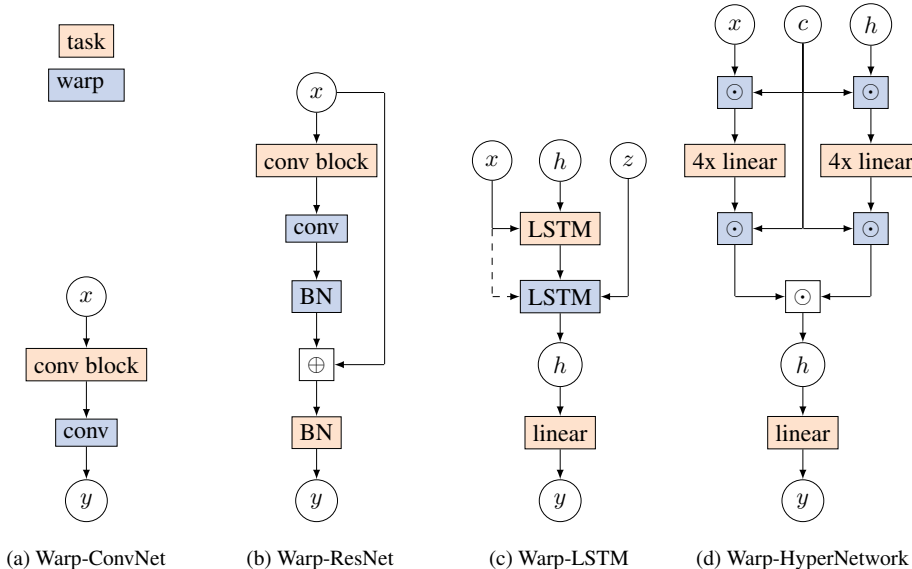 task
warp
x
conv block
conv
y
(a) Warp-ConvNet
x
conv block
conv
BN
⊕
BN
y
(b) Warp-ResNet
x h z
LSTM
LSTM
h
linear
y
(c) Warp-LSTM
x c h
⊙ ⊙
4x linear 4x linear
⊙ ⊙
⊙
h
linear
y
(d) Warp-HyperNetwork